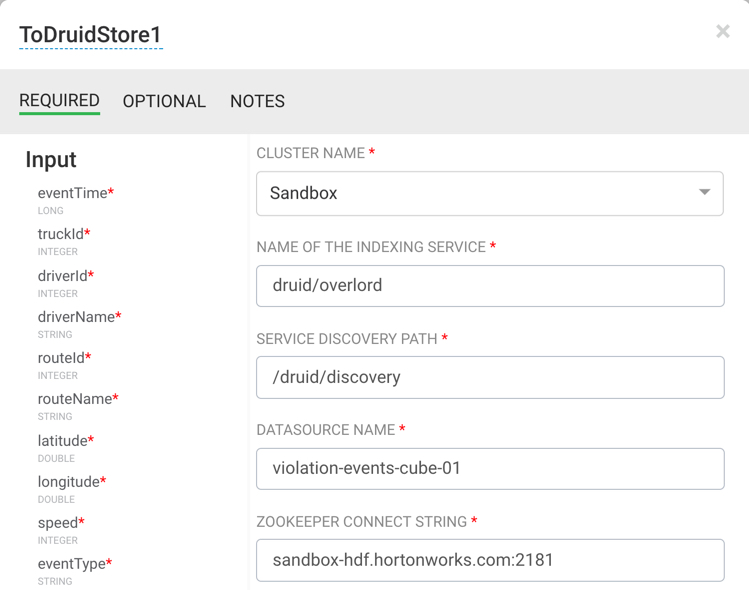 ToDruidStore1
×
REQUIRED OPTIONAL NOTES
Input
eventTime*
LONG
truckId*
INTEGER
driverId*
INTEGER
driverName*
STRING
routeId*
INTEGER
routeName*
STRING
latitude*
DOUBLE
longitude*
DOUBLE
speed*
INTEGER
eventType*
STRING
CLUSTER NAME *
Sandbox
NAME OF THE INDEXING SERVICE *
druid/overlord
SERVICE DISCOVERY PATH *
/druid/discovery
DATASOURCE NAME *
violation-events-cube-01
ZOOKEEPER CONNECT STRING *
sandbox-hdf.hortonworks.com:2181